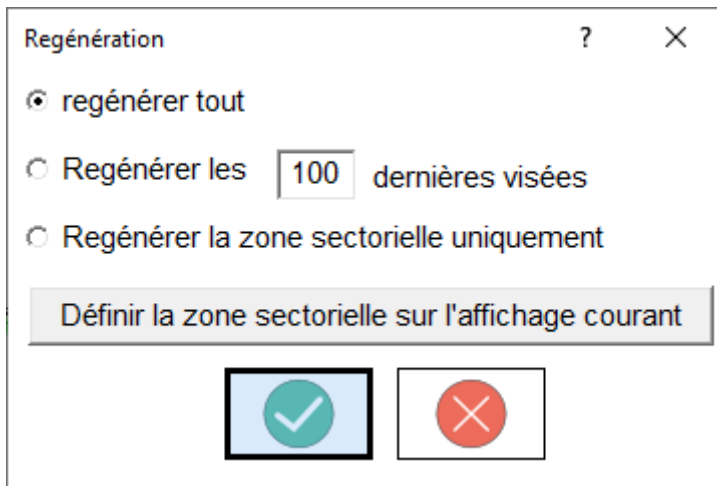 Regénération ?
regénérer tout
Regénérer les 100 dernières visées
Regénérer la zone sectorielle uniquement
Définir la zone sectorielle sur l'affichage courant